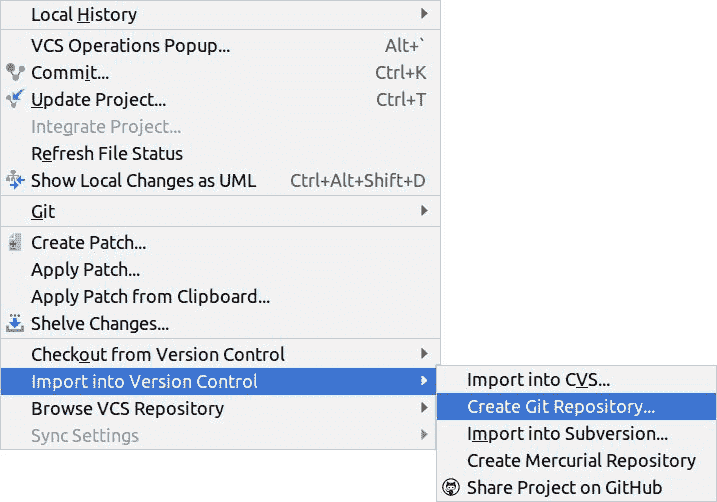 Local History
VCS Operations Popup... Alt+`
Commit... Ctrl+K
Update Project... Ctrl+T
Integrate Project...
Refresh File Status
Show Local Changes as UML Ctrl+Alt+Shift+D
Git
Create Patch...
Apply Patch...
Apply Patch from Clipboard...
Shelve Changes...
Checkout from Version Control
Import into Version Control
Browse VCS Repository
Sync Settings
Import into CVS...
Create Git Repository...
Import into Subversion...
Create Mercurial Repository
Share Project on GitHub